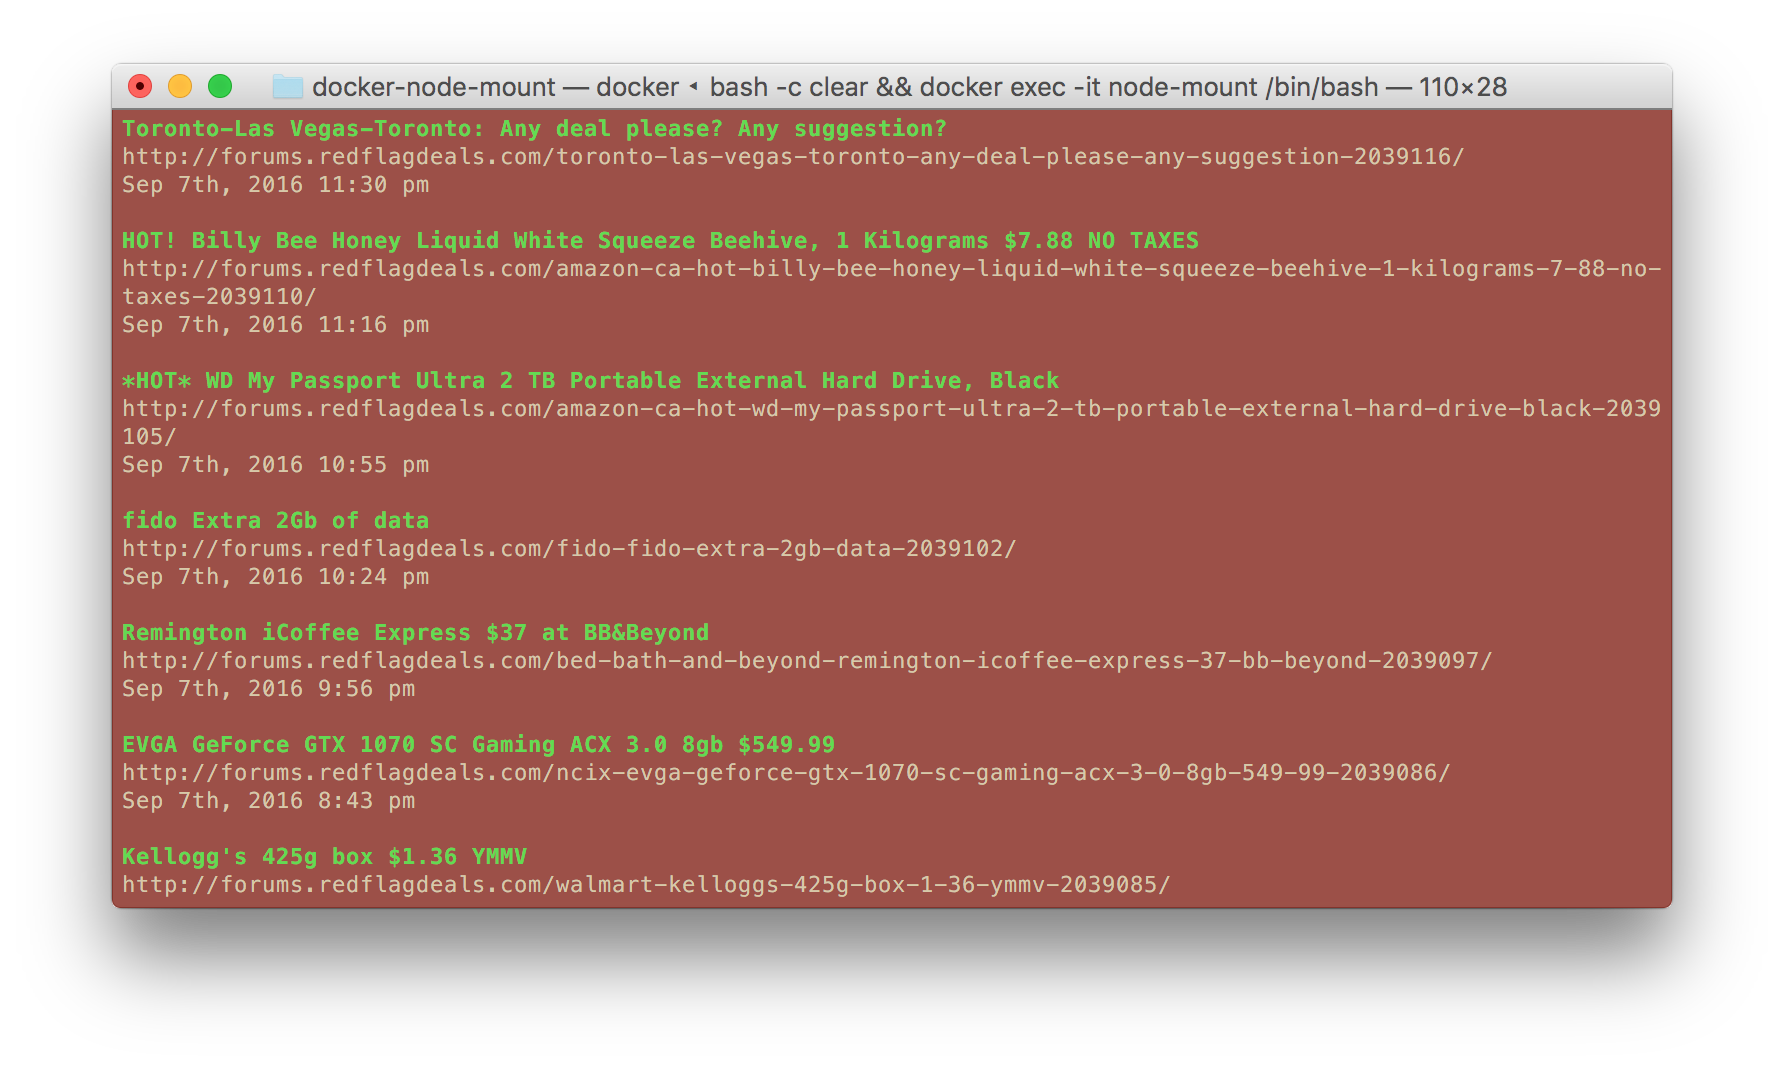 docker-node-mount — docker ◂ bash -c clear && docker exec -it node-mount /bin/bash — 110×28
Toronto-Las Vegas-Toronto: Any deal please? Any suggestion?
http://forums.redflagdeals.com/toronto-las-vegas-toronto-any-deal-please-any-suggestion-2039116/
Sep 7th, 2016 11:30 pm
HOT! Billy Bee Honey Liquid White Squeeze Beehive, 1 Kilograms $7.88 NO TAXES
http://forums.redflagdeals.com/amazon-ca-hot-billy-bee-honey-liquid-white-squeeze-beehive-1-kilograms-7-88-no-
taxes-2039110/
Sep 7th, 2016 11:16 pm
*HOT* WD My Passport Ultra 2 TB Portable External Hard Drive, Black
http://forums.redflagdeals.com/amazon-ca-hot-wd-my-passport-ultra-2-tb-portable-external-hard-drive-black-2039
105/
Sep 7th, 2016 10:55 pm
fido Extra 2Gb of data
http://forums.redflagdeals.com/fido-fido-extra-2gb-data-2039102/
Sep 7th, 2016 10:24 pm
Remington iCoffee Express $37 at BB&Beyond
http://forums.redflagdeals.com/bed-bath-and-beyond-remington-icoffee-express-37-bb-beyond-2039097/
Sep 7th, 2016 9:56 pm
EVGA GeForce GTX 1070 SC Gaming ACX 3.0 8gb $549.99
http://forums.redflagdeals.com/ncix-evga-geforce-gtx-1070-sc-gaming-acx-3-0-8gb-549-99-2039086/
Sep 7th, 2016 8:43 pm
Kellogg's 425g box $1.36 YMMV
http://forums.redflagdeals.com/walmart-kelloggs-425g-box-1-36-ymmv-2039085/